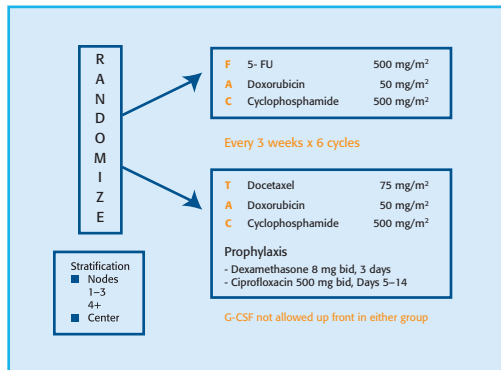 R
A
N
D
O
M
I
Z
E
F 5- FU 500 mg/m²
A Doxorubicin 50 mg/m²
C Cyclophosphamide 500 mg/m²
Every 3 weeks x 6 cycles
T Docetaxel 75 mg/m²
A Doxorubicin 50 mg/m²
C Cyclophosphamide 500 mg/m²
Prophylaxis
- Dexamethasone 8 mg bid, 3 days
- Ciprofloxacin 500 mg bid, Days 5–14
G-CSF not allowed up front in either group
Stratification
■ Nodes
1–3
4+
■ Center